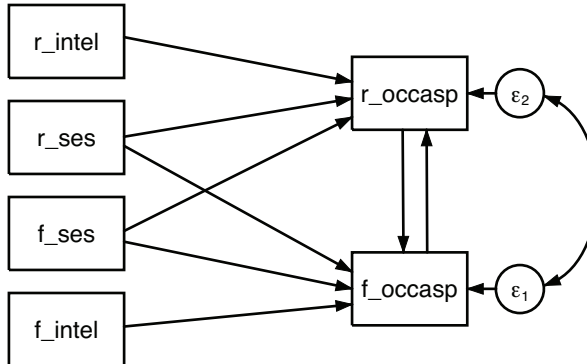 r_intel
r_ses
f_ses
f_intel
r_occasp
f_occasp
ε₂
ε₁